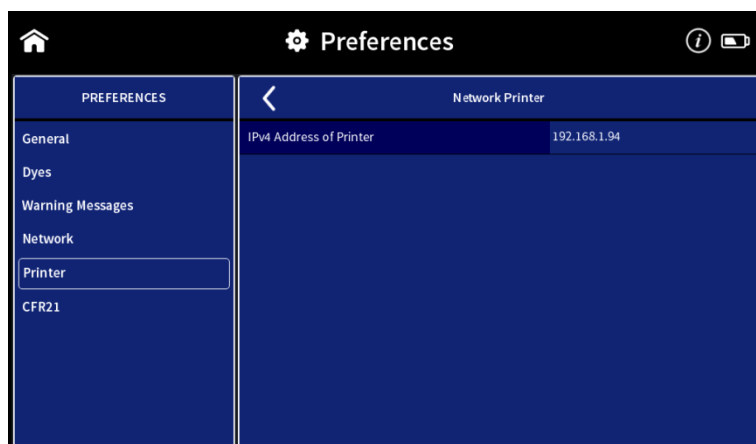 Preferences
i
PREFERENCES
General
Dyes
Warning Messages
Network
Printer
CFR21
Network Printer
IPv4 Address of Printer 192.168.1.94